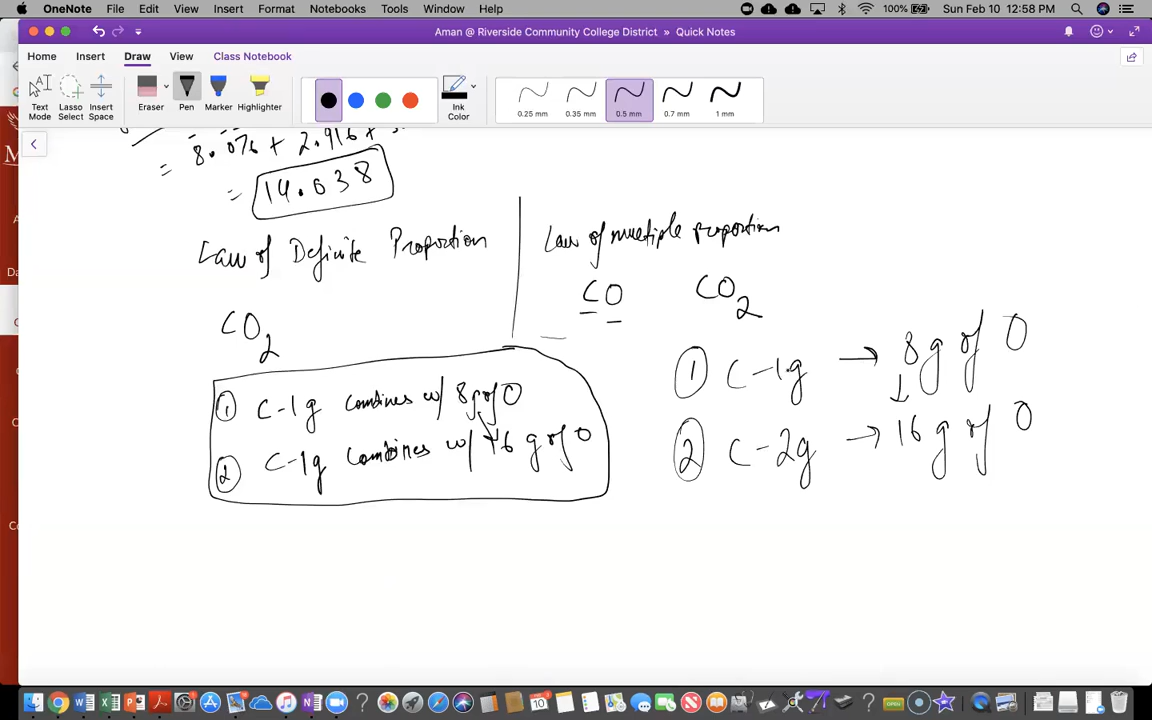 OneNote File Edit View Insert Format Notebooks Tools Window Help 100% Sun Feb 10 12:58 PM
Aman @ Riverside Community College District » Quick Notes
Home Insert Draw View Class Notebook
Text Mode Lasso Select Insert Space Eraser Pen Marker Highlighter Ink Color 0.25 mm 0.35 mm 0.5 mm 0.7 mm 1 mm
= 8.076 + 2.916 +
= 14.038
Law of Definite Proportion
CO2
① C-1g combines w/ 8g of O
② C-1g combines w/ 16 g of O
Law of multiple proportion
CO CO2
① C-1g → 8g of O
② C-2g → 16 g of O